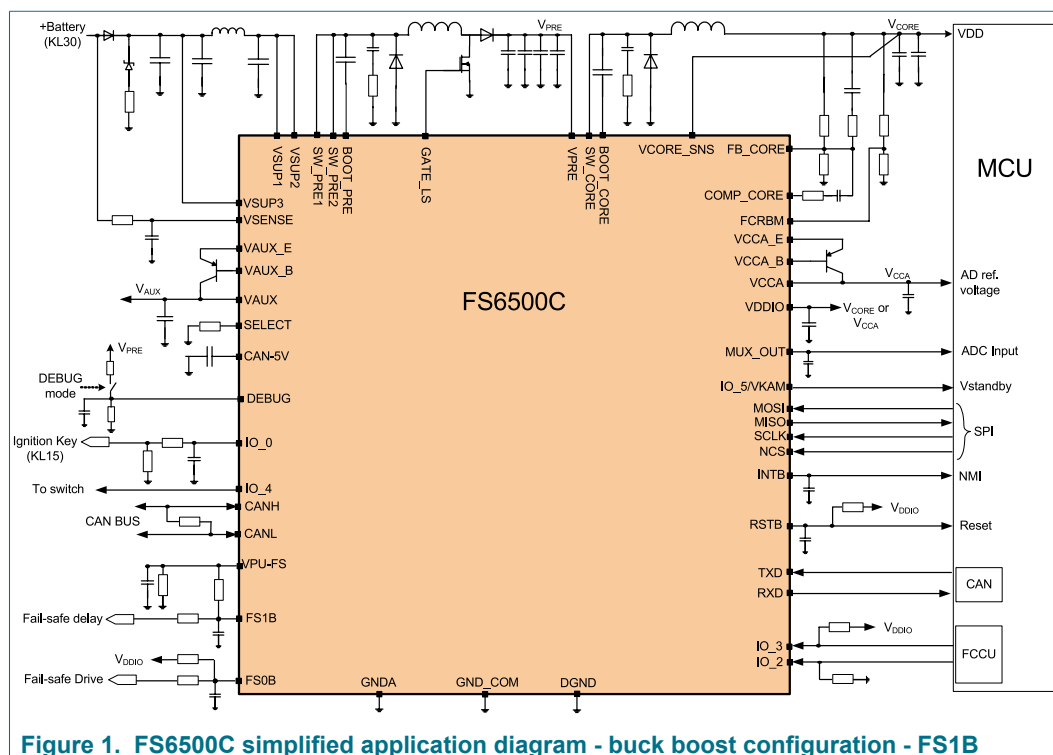 +Battery
(KL30)
VPRE
VCORE
VDD
MCU
VSUP1
VSUP2
SW_PRE1
SW_PRE2
BOOT_PRE
GATE_LS
VPRE
SW_CORE
BOOT_CORE
VCORE_SNS
FB_CORE
COMP_CORE
FCRBM
VCCA_E
VCCA_B
VCCA
VCCA
AD ref.
voltage
VDDIO
VCORE or
VCCA
MUX_OUT
ADC Input
IO_5/VKAM
Vstandby
MOSI
MISO
SCLK
NCS
SPI
INTB
NMI
RSTB
VDDIO
Reset
TXD
RXD
CAN
IO_3
IO_2
VDDIO
FCCU
FS6500C
VSUP3
VSENSE
VAUX_E
VAUX_B
VAUX
VAUX
SELECT
CAN-5V
VPRE
DEBUG
mode
DEBUG
Ignition Key
(KL15)
IO_0
To switch
IO_4
CANH
CAN BUS
CANL
VPU-FS
Fail-safe delay
FS1B
VDDIO
Fail-safe Drive
FS0B
GNDA
GND_COM
DGND
Figure 1. FS6500C simplified application diagram - buck boost configuration - FS1B